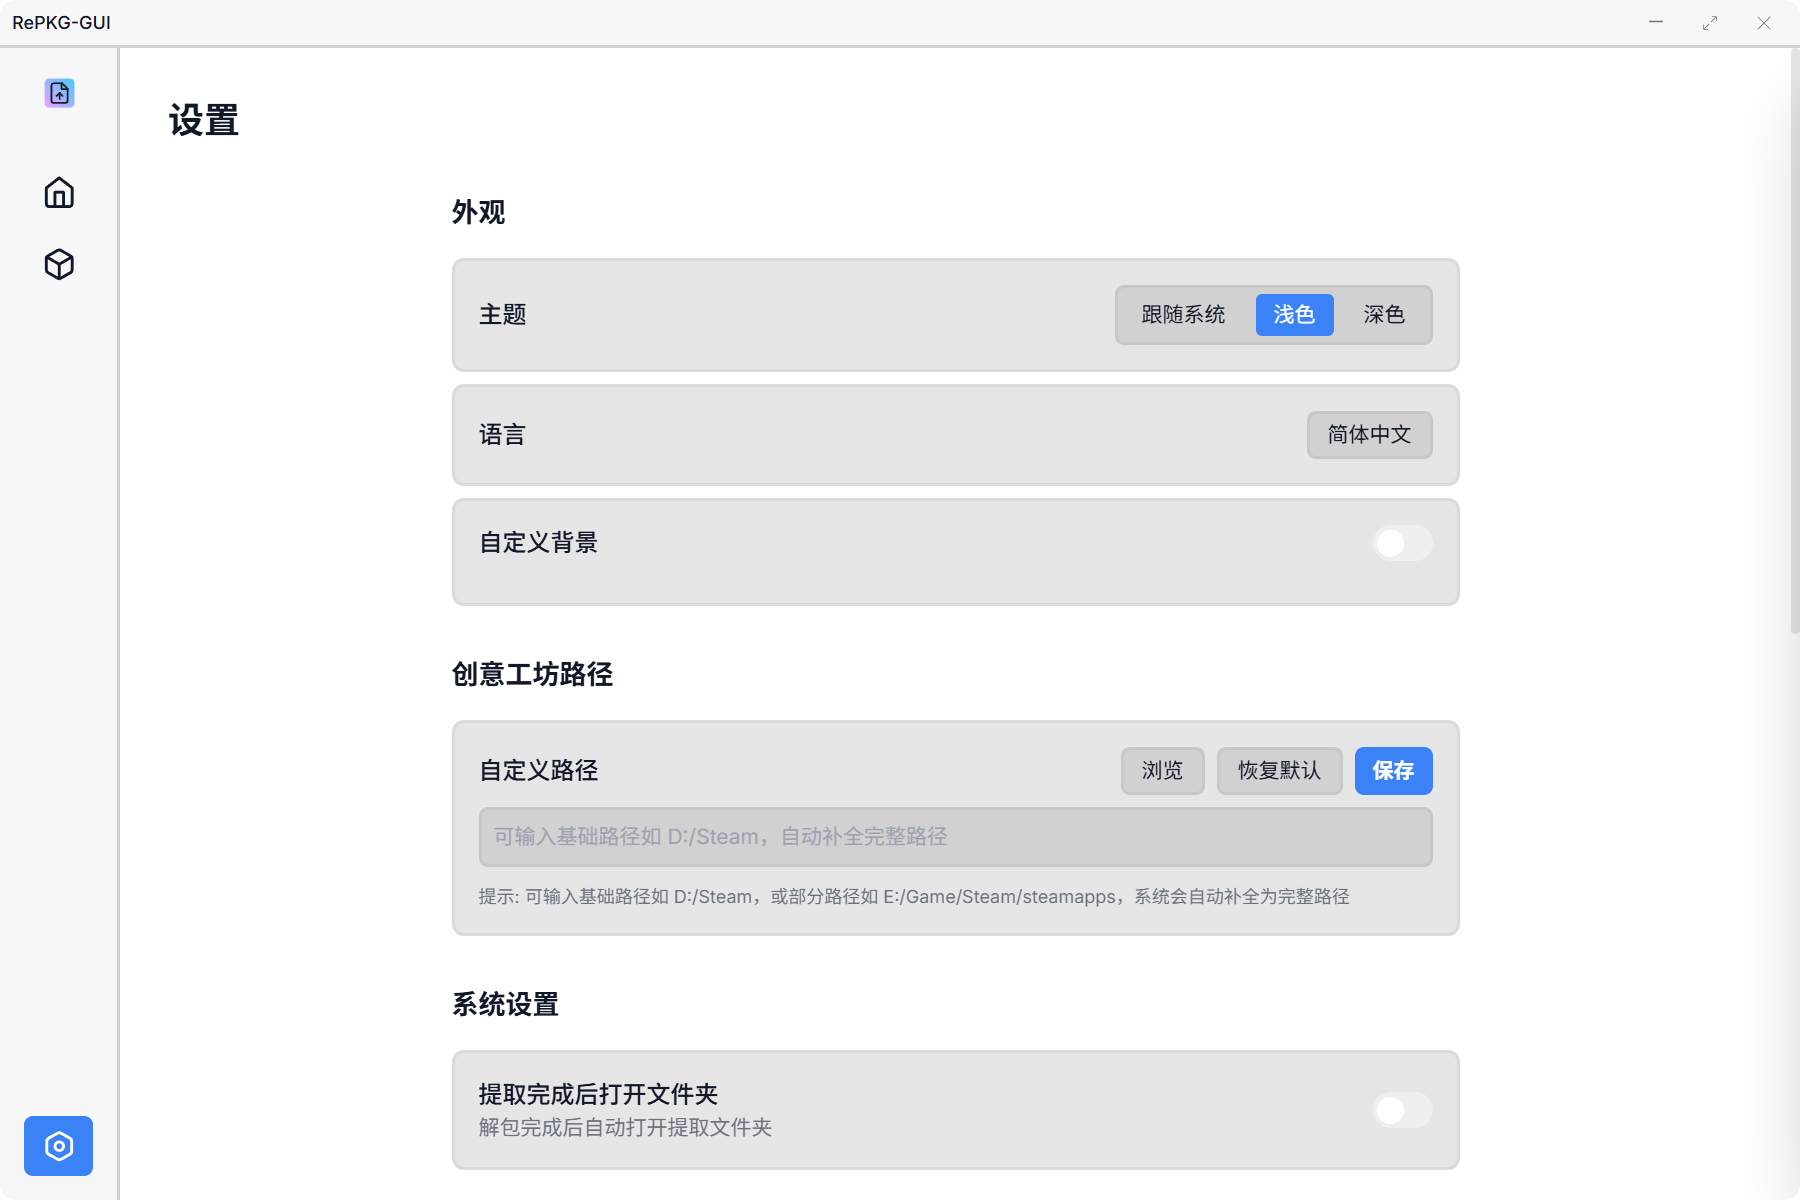 RePKG-GUI
设置
外观
主题
跟随系统 浅色 深色
语言
简体中文
自定义背景
创意工坊路径
自定义路径
浏览 恢复默认 保存
可输入基础路径如 D:/Steam，自动补全完整路径
提示: 可输入基础路径如 D:/Steam，或部分路径如 E:/Game/Steam/steamapps，系统会自动补全为完整路径
系统设置
提取完成后打开文件夹
解包完成后自动打开提取文件夹